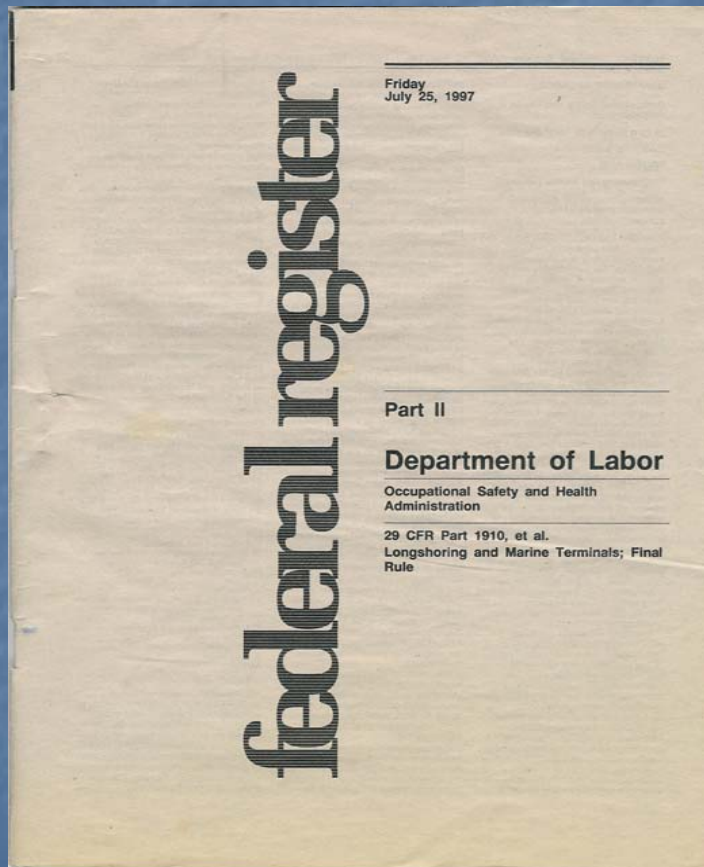 federal register
Friday
July 25, 1997
Part II
Department of Labor
Occupational Safety and Health
Administration
29 CFR Part 1910, et al.
Longshoring and Marine Terminals; Final
Rule